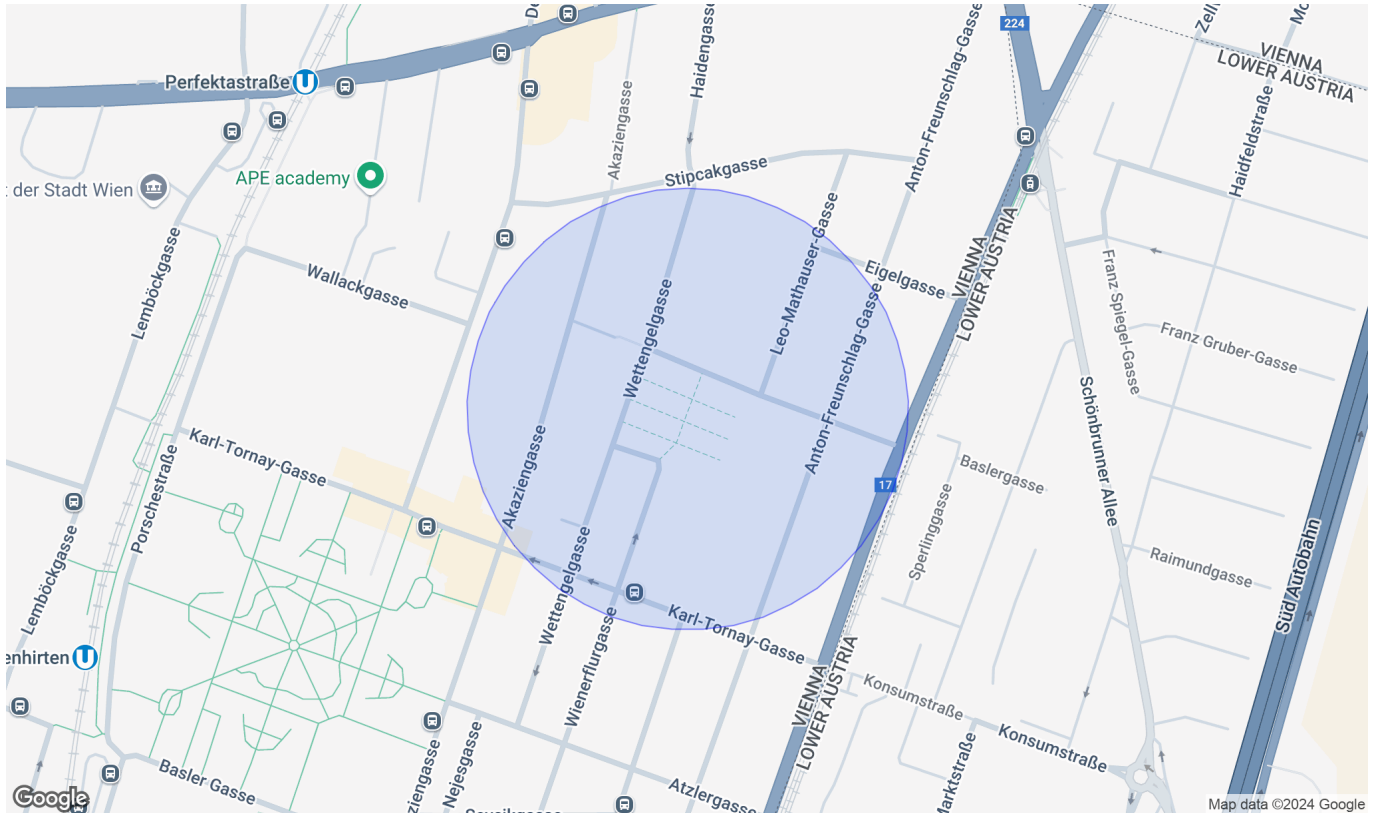 224
VIENNA
LOWER AUSTRIA
Perfektastraße
U
Haidengasse
Akaziengasse
Anton-Freunschlag-Gasse
Haidfeldstraße
APE academy
Stipcakgasse
t der Stadt Wien
Lemböckgasse
Wallackgasse
Leo-Mathauser-Gasse
Eigelgasse
VIENNA
LOWER AUSTRIA
Franz Spiegel-Gasse
Franz Gruber-Gasse
Wettengelgasse
Anton-Freunschlag-Gasse
Schönbrunner Allee
Karl-Tornay-Gasse
Porschestraße
Akaziengasse
17
Baslergasse
Sperlinggasse
Raimundgasse
Süd Autobahn
Lemböckgasse
Wettengelgasse
Karl-Tornay-Gasse
enhirten
U
Wienerflurgasse
VIENNA
LOWER AUSTRIA
Konsumstraße
Konsumstraße
Marktstraße
Basler Gasse
ziengasse
Nejesgasse
Atzlergasse
Google
Map data ©2024 Google